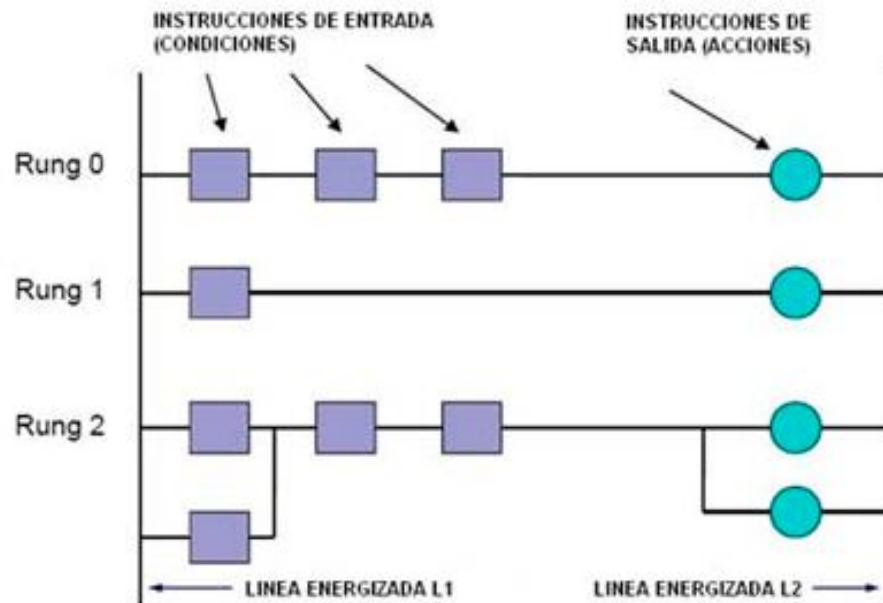 INSTRUCCIONES DE ENTRADA
(CONDICIONES)
INSTRUCCIONES DE
SALIDA (ACCIONES)
Rung 0
Rung 1
Rung 2
LINEA ENERGIZADA L1
LINEA ENERGIZADA L2